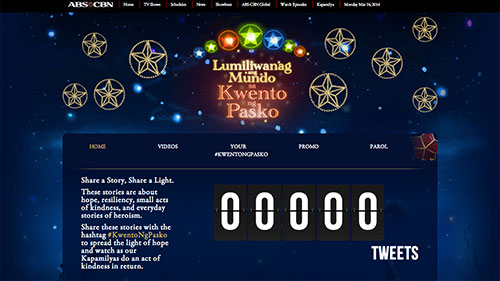 ABS-CBN Home TV Shows Schedules News Showbuzz ABS-CBN Global Watch Episodes Kapamilya Monday Mar 24, 2014
Lumiliwanag
ang
Mundo
sa
Kwento
ng
Pasko
HOME VIDEOS YOUR #KWENTONGPASKO PROMO PAROL
Share a Story, Share a Light.
These stories are about
hope, resiliency, small acts
of kindness, and everyday
stories of heroism.
Share these stories with the
hashtag #KwentoNgPasko
to spread the light of hope
and watch as our
Kapamilyas do an act of
kindness in return.
00000
TWEETS